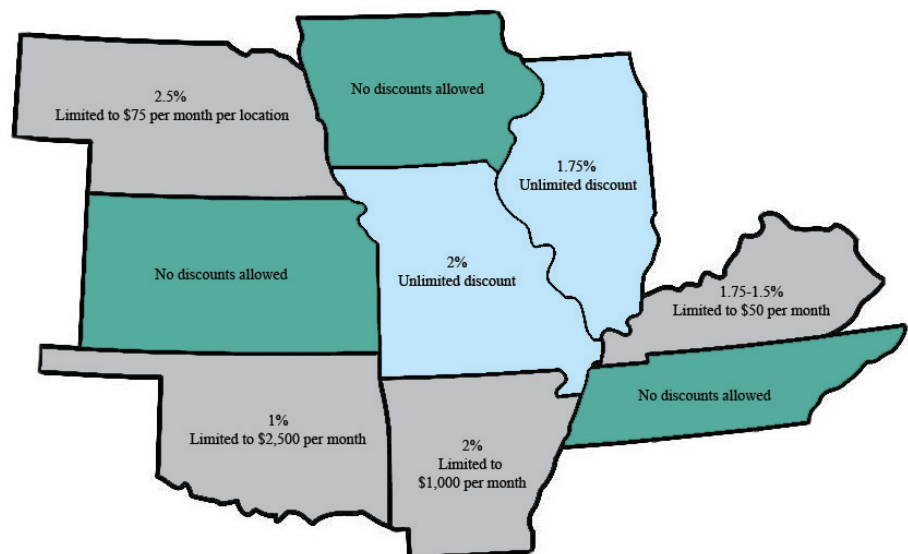 No discounts allowed
2.5%
Limited to $75 per month per location
1.75%
Unlimited discount
No discounts allowed
2%
Unlimited discount
1.75-1.5%
Limited to $50 per month
No discounts allowed
1%
Limited to $2,500 per month
2%
Limited to
$1,000 per month